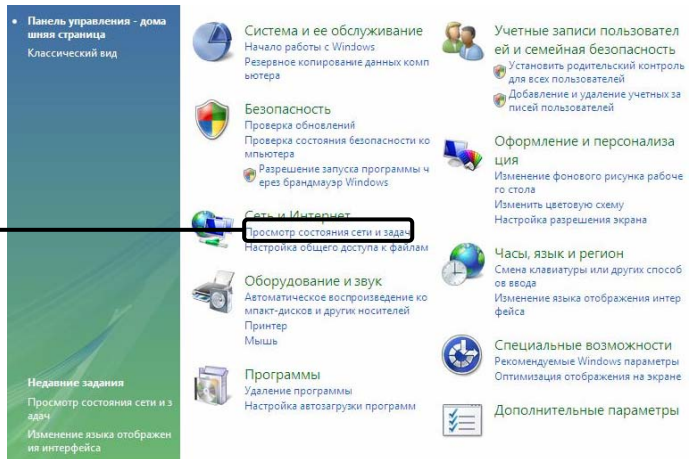 Панель управления - дома
шняя страница
Классический вид
Недавние задания
Просмотр состояния сети и з
адач
Изменение языка отображен
ия интерфейса
Система и ее обслуживание
Начало работы с Windows
Резервное копирование данных комп
ьютера
Безопасность
Проверка обновлений
Проверка состояния безопасности ко
мпьютера
Разрешение запуска программы ч
ерез брандмауэр Windows
Сеть и Интернет
Просмотр состояния сети и задач
Настройка общего доступа к файлам
Оборудование и звук
Автоматическое воспроизведение ко
мпакт-дисков и других носителей
Принтер
Мышь
Программы
Удаление программы
Настройка автозагрузки программ
Учетные записи пользовател
ей и семейная безопасность
Установить родительский контроль
для всех пользователей
Добавление и удаление учетных за
писей пользователей
Оформление и персонализа
ция
Изменение фонового рисунка рабоче
го стола
Изменить цветовую схему
Настройка разрешения экрана
Часы, язык и регион
Смена клавиатуры или других способ
ов ввода
Изменение языка отображения интер
фейса
Специальные возможности
Рекомендуемые Windows параметры
Оптимизация отображения на экране
Дополнительные параметры